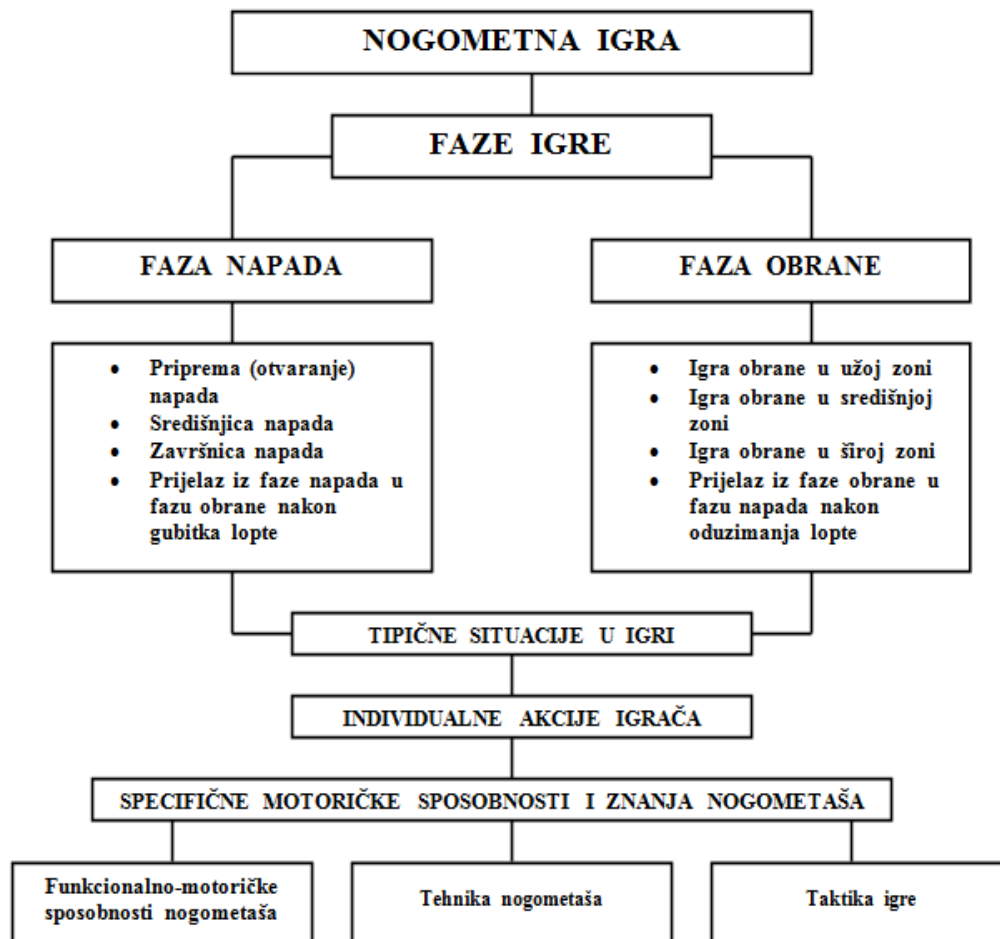 NOGOMETNA IGRA
FAZE IGRE
FAZA NAPADA
FAZA OBRANE
• Priprema (otvaranje)
napada
• Središnjica napada
• Završnica napada
• Prijelaz iz faze napada u
fazu obrane nakon
gubitka lopte
• Igra obrane u užoj zoni
• Igra obrane u središnjoj
zoni
• Igra obrane u široj zoni
• Prijelaz iz faze obrane u
fazu napada nakon
oduzimanja lopte
TIPIČNE SITUACIJE U IGRI
INDIVIDUALNE AKCIJE IGRAČA
SPECIFIČNE MOTORIČKE SPOSOBNOSTI I ZNANJA NOGOMETAŠA
Funkcionalno-motoričke
sposobnosti nogometaša
Tehnika nogometaša
Taktika igre